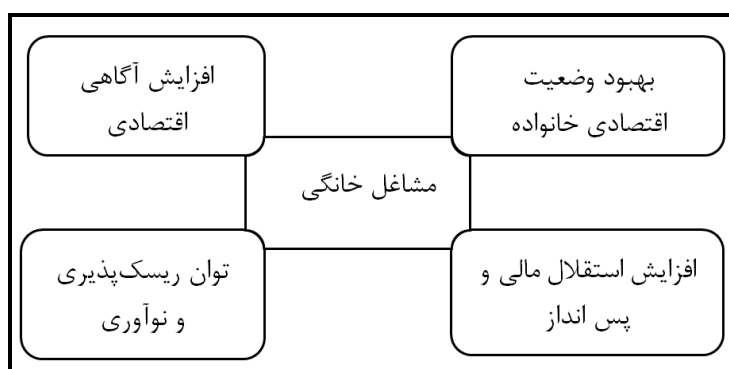 بهبود وضعیت
اقتصادی خانواده
افزایش آگاهی
اقتصادی
مشاغل خانگی
افزایش استقلال مالی و
پس انداز
توان ریسک‌پذیری
و نوآوری